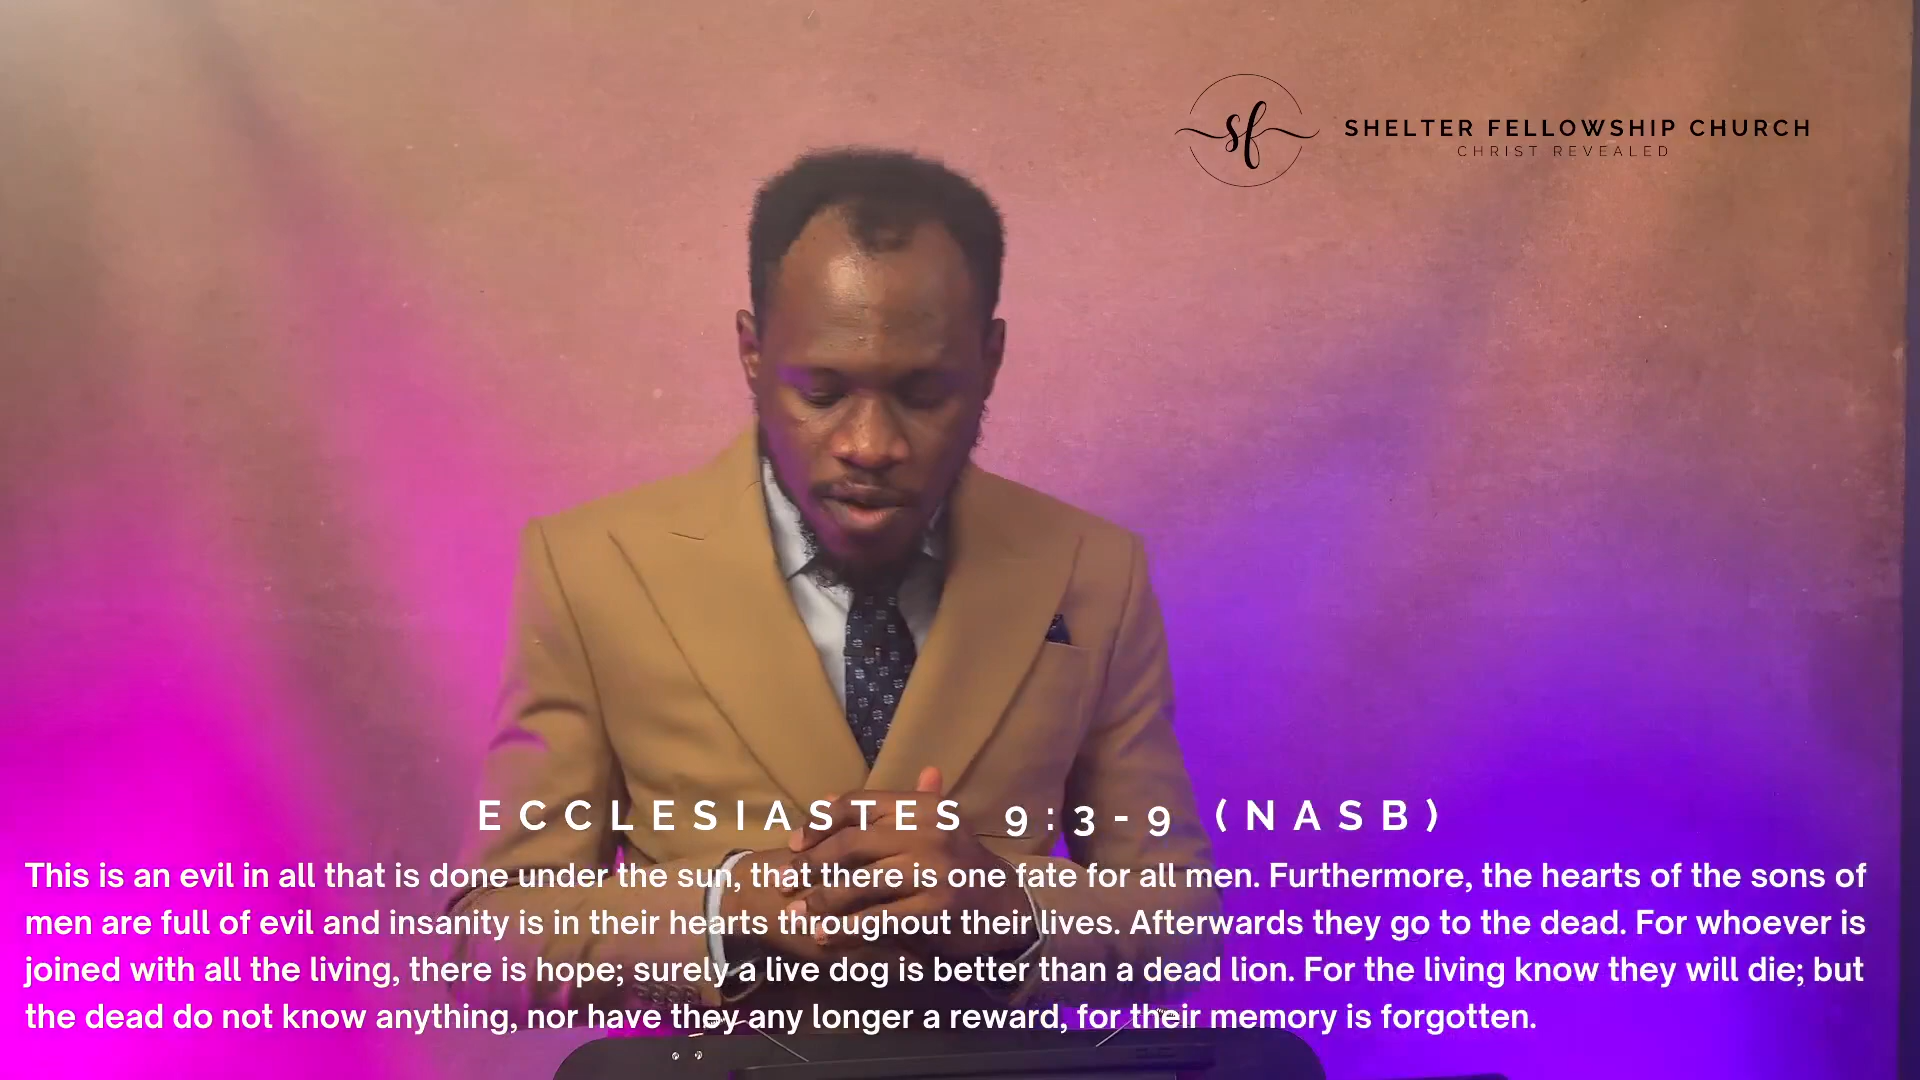 sf
SHELTER FELLOWSHIP CHURCH
CHRIST REVEALED
ECCLESIASTES 9:3-9 (NASB)
This is an evil in all that is done under the sun, that there is one fate for all men. Furthermore, the hearts of the sons of
men are full of evil and insanity is in their hearts throughout their lives. Afterwards they go to the dead. For whoever is
joined with all the living, there is hope; surely a live dog is better than a dead lion. For the living know they will die; but
the dead do not know anything, nor have they any longer a reward, for their memory is forgotten.